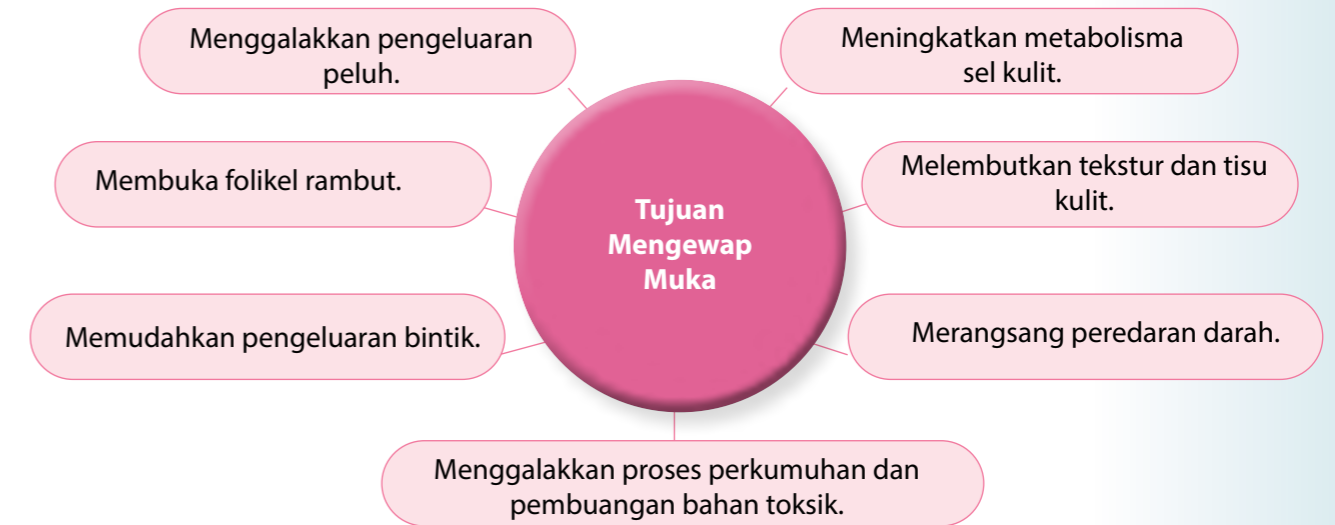 Menggalakkan pengeluaran
peluh.
Meningkatkan metabolisma
sel kulit.
Membuka folikel rambut.
Melembutkan tekstur dan tisu
kulit.
Tujuan
Mengewap
Muka
Memudahkan pengeluaran bintik.
Merangsang peredaran darah.
Menggalakkan proses perkumuhan dan
pembuangan bahan toksik.